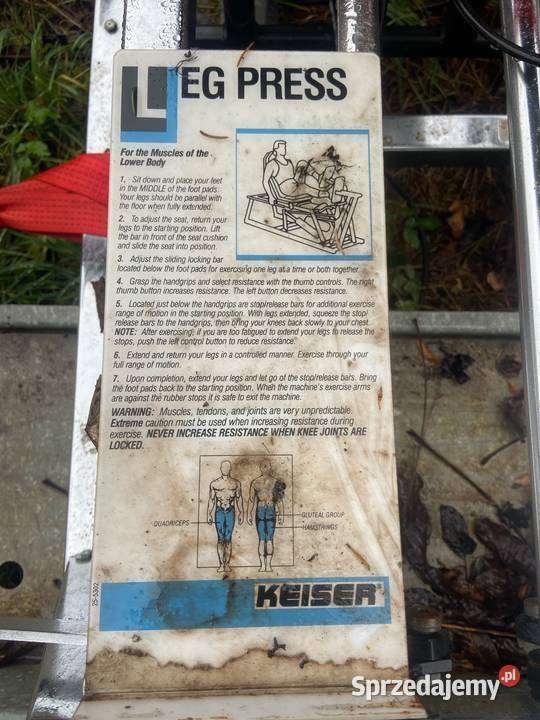 LEG PRESS
For the Muscles of the
Lower Body
1. Sit down and place your feet
in the MIDDLE of the foot pads.
Your legs should be parallel with
the floor when fully extended.
2. To adjust the seat, return your
legs to the starting position. Lift
the bar in front of the seat cushion
and slide the seat into position.
3. Adjust the sliding locking bar
located below the foot pads for exercising one leg at a time or both together.
4. Grasp the handgrips and select resistance with the thumb controls. The right
thumb button increases resistance. The left button decreases resistance.
5. Located just below the handgrips are stop/release bars for additional exercise
range of motion in the starting position. With legs extended, squeeze the stop/
release bars to the handgrips, then bring your knees back slowly to your chest.
NOTE: After exercising, if you are too fatigued to extend your legs to release the
stops, push the left control button to reduce resistance.
6. Extend and return your legs in a controlled manner. Exercise through your
full range of motion.
7. Upon completion, extend your legs and let go of the stop/release bars. Bring
the foot pads back to the starting position. When the machine's exercise arms
are against the rubber stops it is safe to exit the machine.
WARNING: Muscles, tendons, and joints are very unpredictable.
Extreme caution must be used when increasing resistance during
exercise. NEVER INCREASE RESISTANCE WHEN KNEE JOINTS ARE
LOCKED.
QUADRICEPS
GLUTEAL GROUP
HAMSTRINGS
25-5302
KEISER
Sprzedajemy.pl